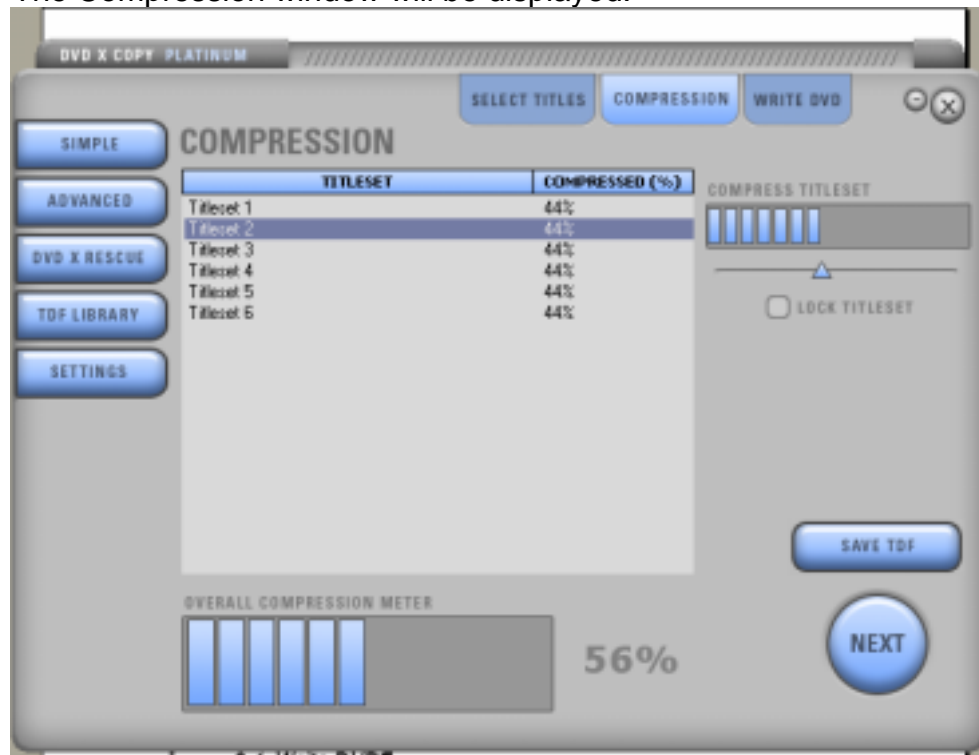 The Compression window will be displayed.
DVD X COPY PLATINUM
SELECT TITLES COMPRESSION WRITE DVD
SIMPLE
COMPRESSION
TITLESET COMPRESSED (%)
COMPRESS TITLESET
ADVANCED
Titleset 1 44%
Titleset 2 44%
DVD X RESCUE
Titleset 3 44%
Titleset 4 44%
Titleset 5 44%
TDF LIBRARY
Titleset 6 44%
LOCK TITLESET
SETTINGS
SAVE TDF
OVERALL COMPRESSION METER
56%
NEXT